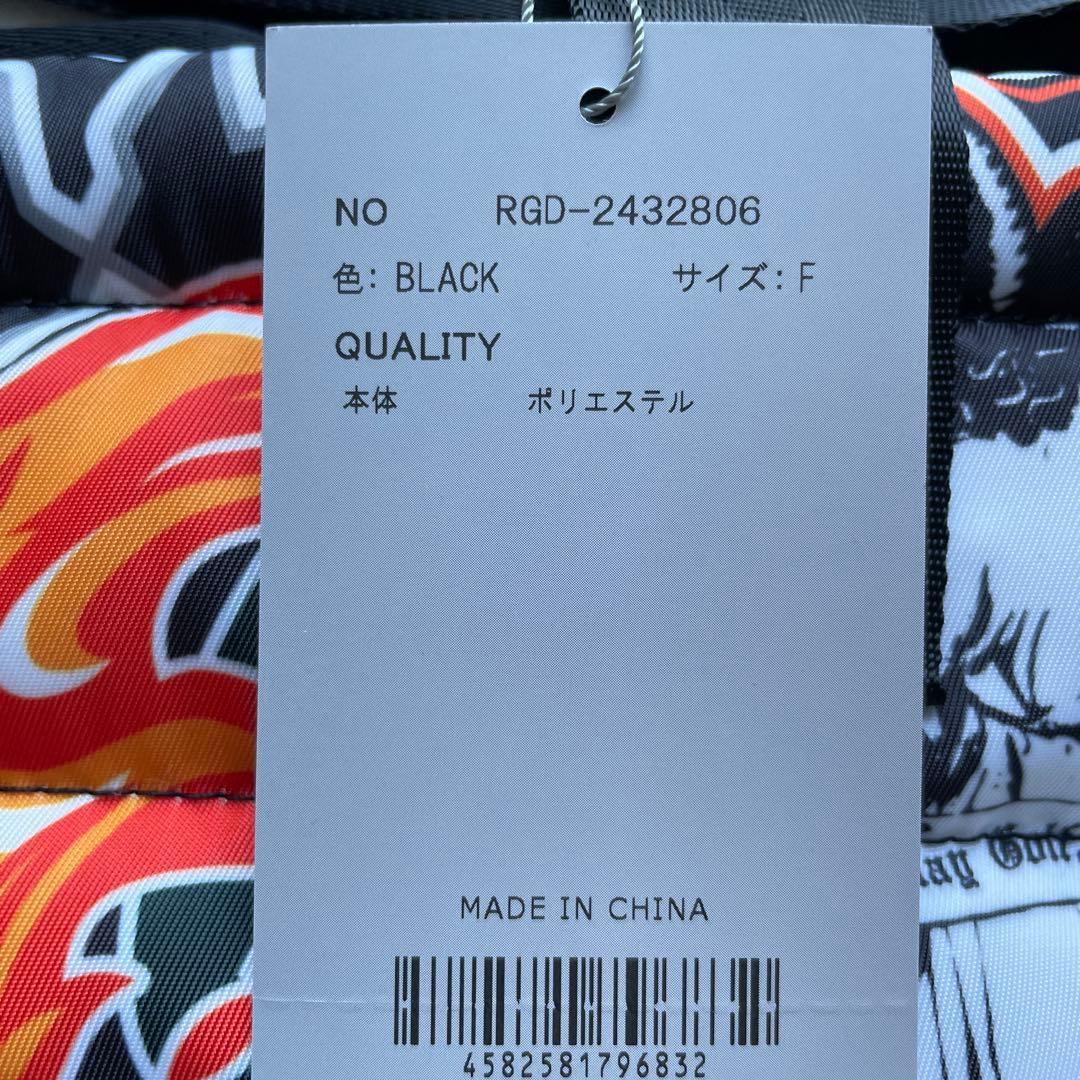 NO RGD-2432806
色: BLACK サイズ: F
QUALITY
本体 ポリエステル
MADE IN CHINA
4582581796832